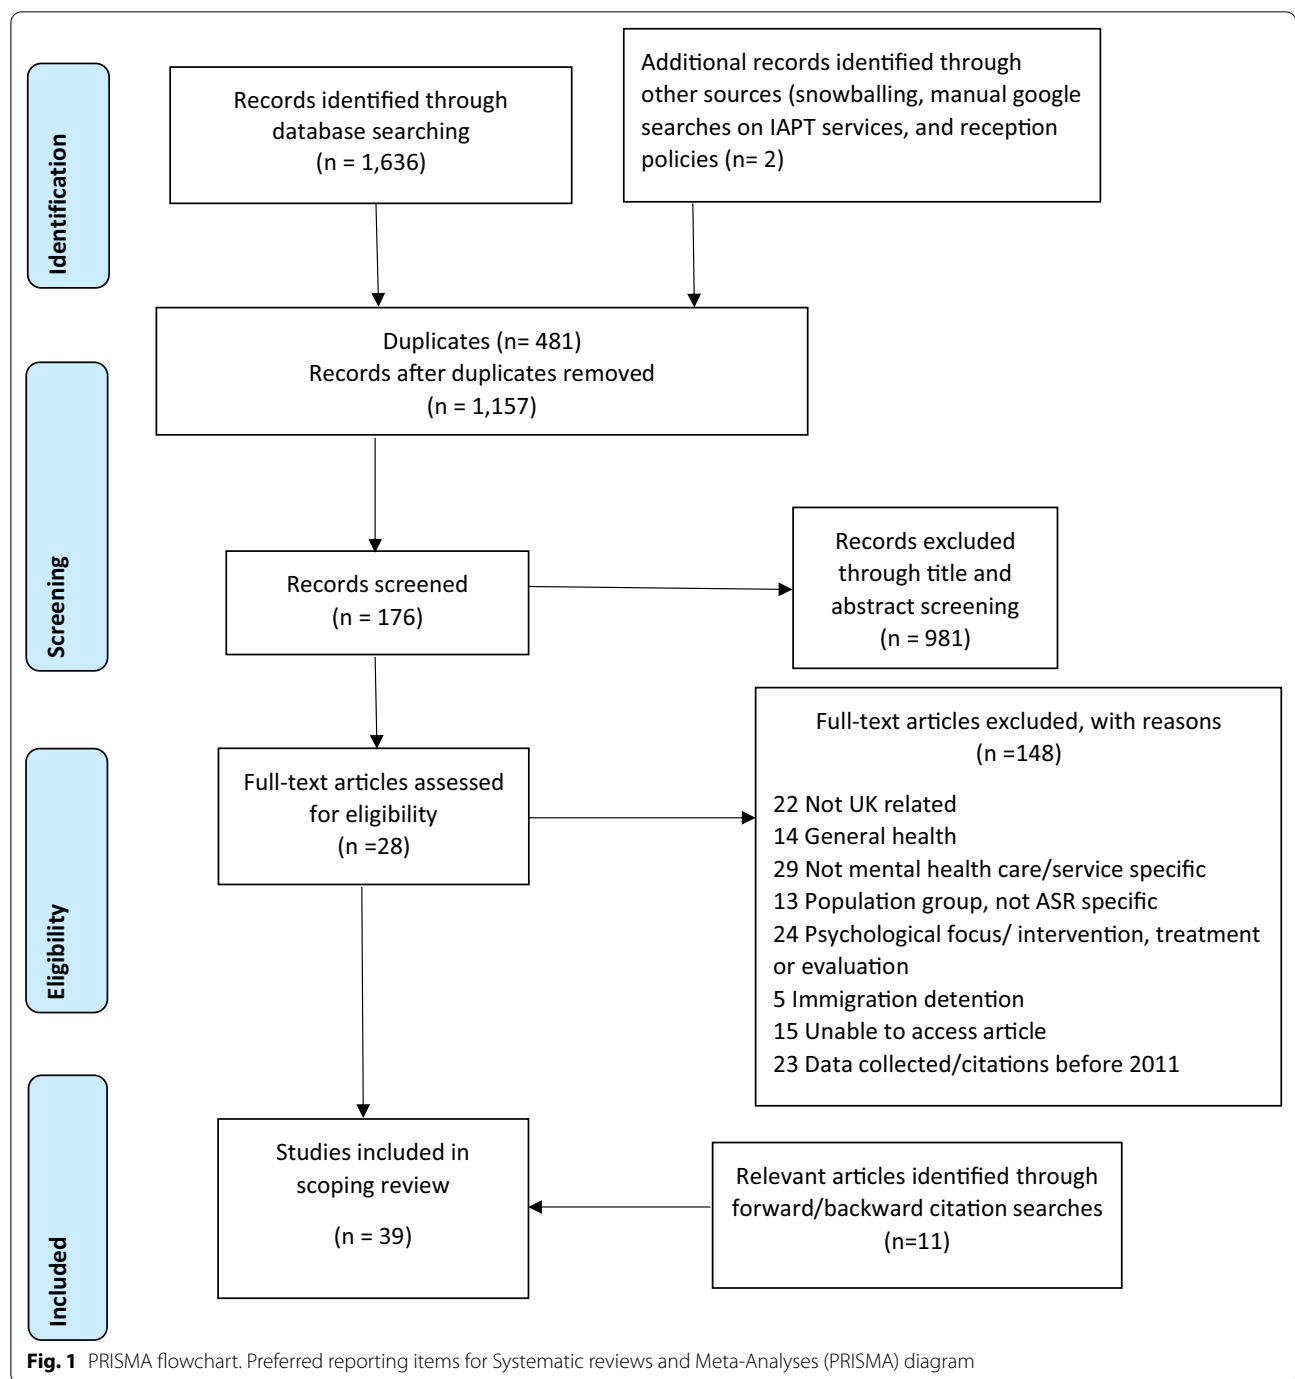 Identification
Records identified through
database searching
(n = 1,636)
Additional records identified through
other sources (snowballing, manual google
searches on IAPT services, and reception
policies (n= 2)
Duplicates (n= 481)
Records after duplicates removed
(n = 1,157)
Screening
Records screened
(n = 176)
Records excluded
through title and
abstract screening
(n = 981)
Eligibility
Full-text articles assessed
for eligibility
(n =28)
Full-text articles excluded, with reasons
(n =148)
22 Not UK related
14 General health
29 Not mental health care/service specific
13 Population group, not ASR specific
24 Psychological focus/ intervention, treatment
or evaluation
5 Immigration detention
15 Unable to access article
23 Data collected/citations before 2011
Included
Studies included in
scoping review
(n = 39)
Relevant articles identified through
forward/backward citation searches
(n=11)
Fig. 1 PRISMA flowchart. Preferred reporting items for Systematic reviews and Meta-Analyses (PRISMA) diagram